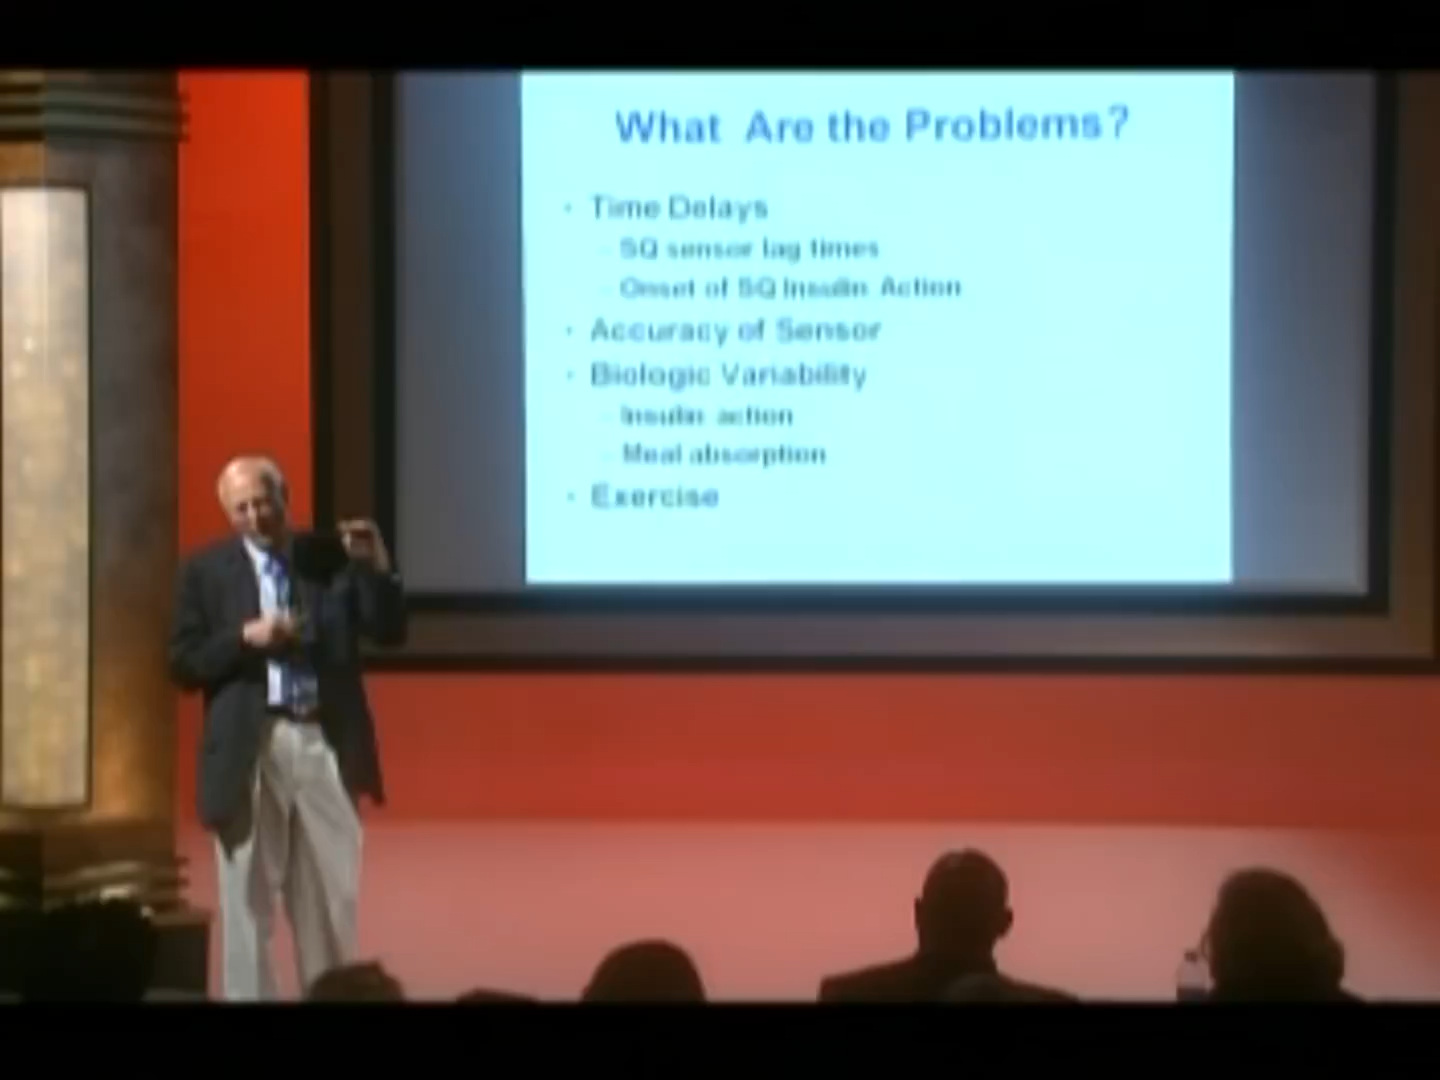 What Are the Problems?
· Time Delays
– SQ sensor lag times
– Onset of SQ Insulin Action
· Accuracy of Sensor
· Biologic Variability
– Insulin action
– Meal absorption
· Exercise